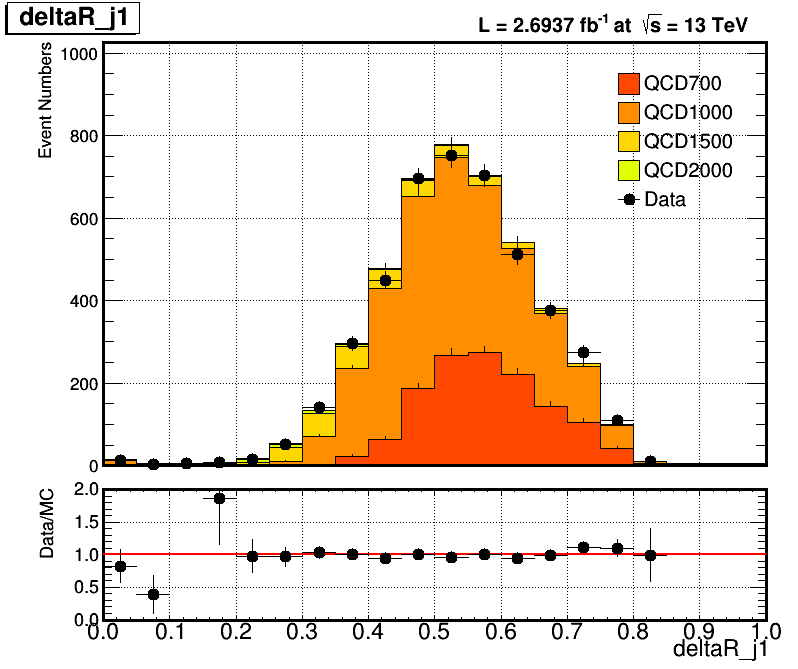 deltaR_j1
L = 2.6937 fb⁻¹ at √s = 13 TeV
Event Numbers
1000
800
600
400
200
0
QCD700
QCD1000
QCD1500
QCD2000
Data
Data/MC
2.0
1.5
1.0
0.5
0.0
0.0 0.1 0.2 0.3 0.4 0.5 0.6 0.7 0.8 0.9 1.0
deltaR_j1